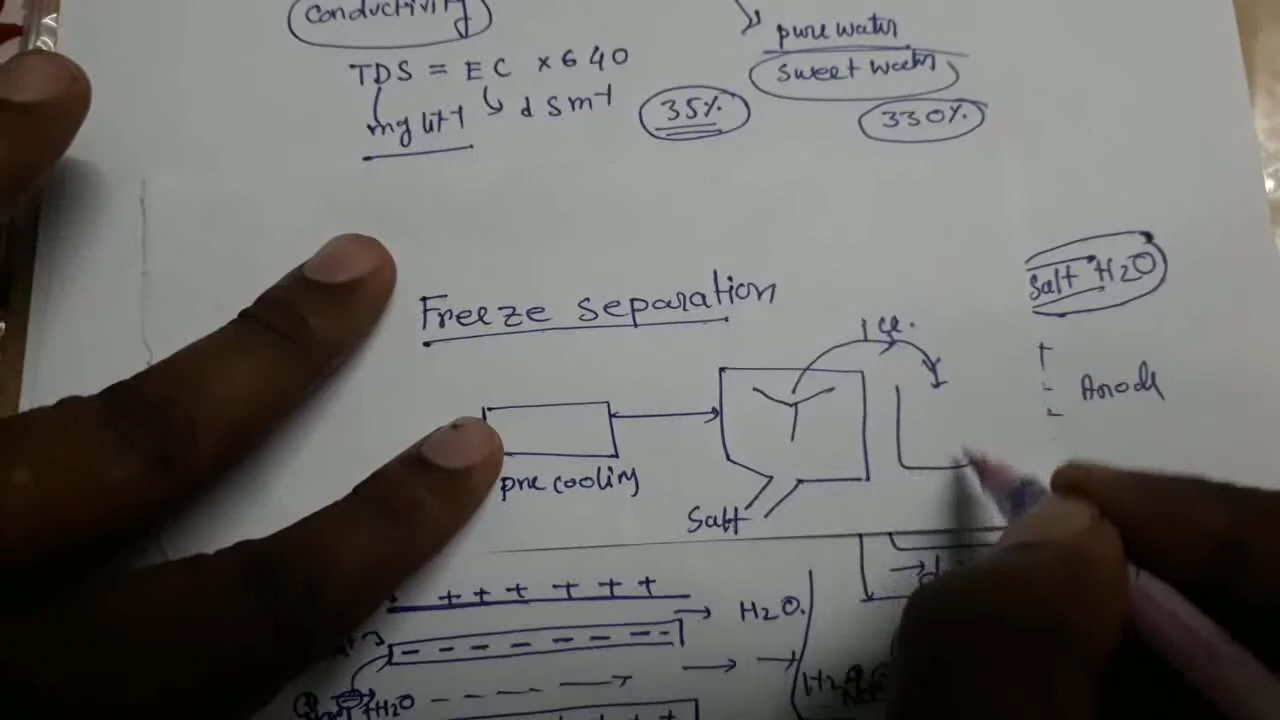 Conductivity
TDS = EC × 640
mg lit-1
d S m-1
35%
pure water
Sweet water
330%
Salt H2O
Freeze separation
Ice.
Anode
pre cooling
Salt
+ + + + + +
H2O.
- - - - - -
+H2O